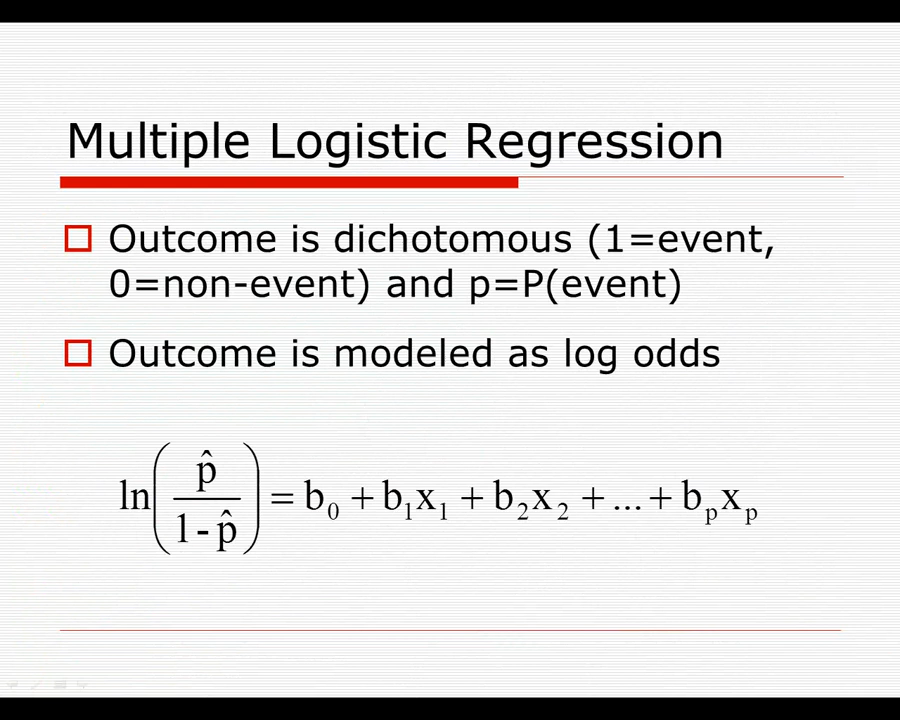 Multiple Logistic Regression
Outcome is dichotomous (1=event,
0=non-event) and p=P(event)
Outcome is modeled as log odds
ln(p̂ / 1 - p̂) = b₀ + b₁x₁ + b₂x₂ + ... + bₚxₚ